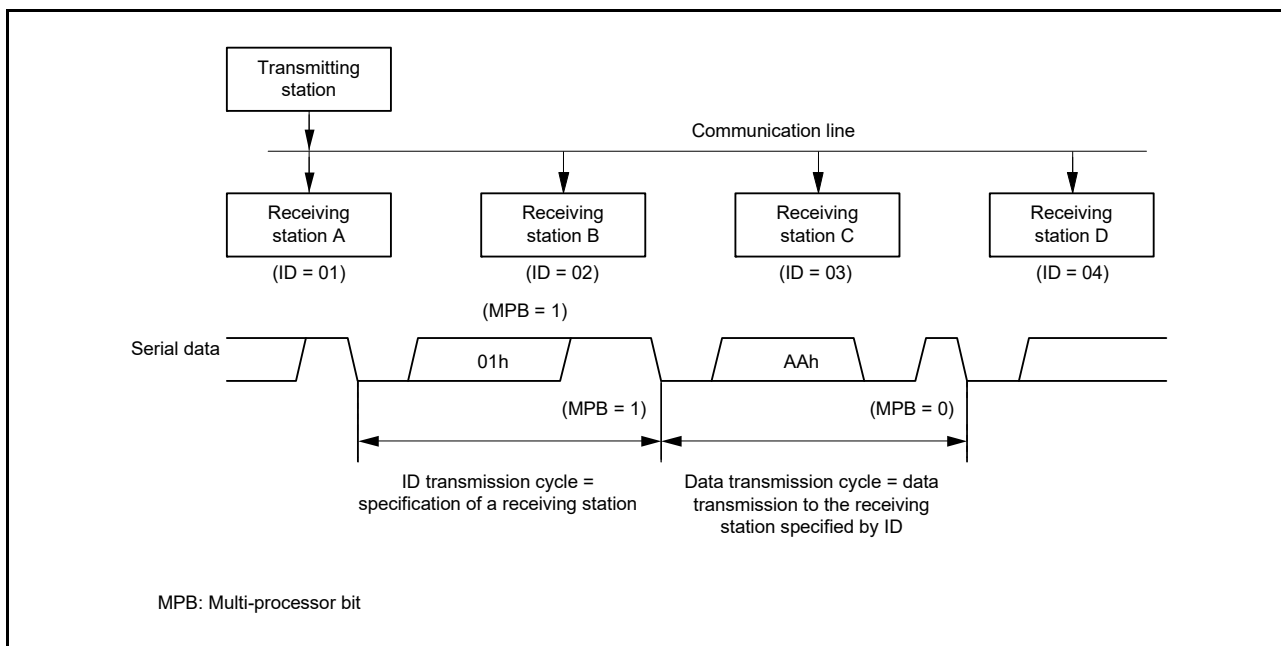 Transmitting
station
Communication line
Receiving
station A
Receiving
station B
Receiving
station C
Receiving
station D
(ID = 01)
(ID = 02)
(ID = 03)
(ID = 04)
(MPB = 1)
Serial data
01h
AAh
(MPB = 1)
(MPB = 0)
ID transmission cycle =
specification of a receiving station
Data transmission cycle = data
transmission to the receiving
station specified by ID
MPB: Multi-processor bit